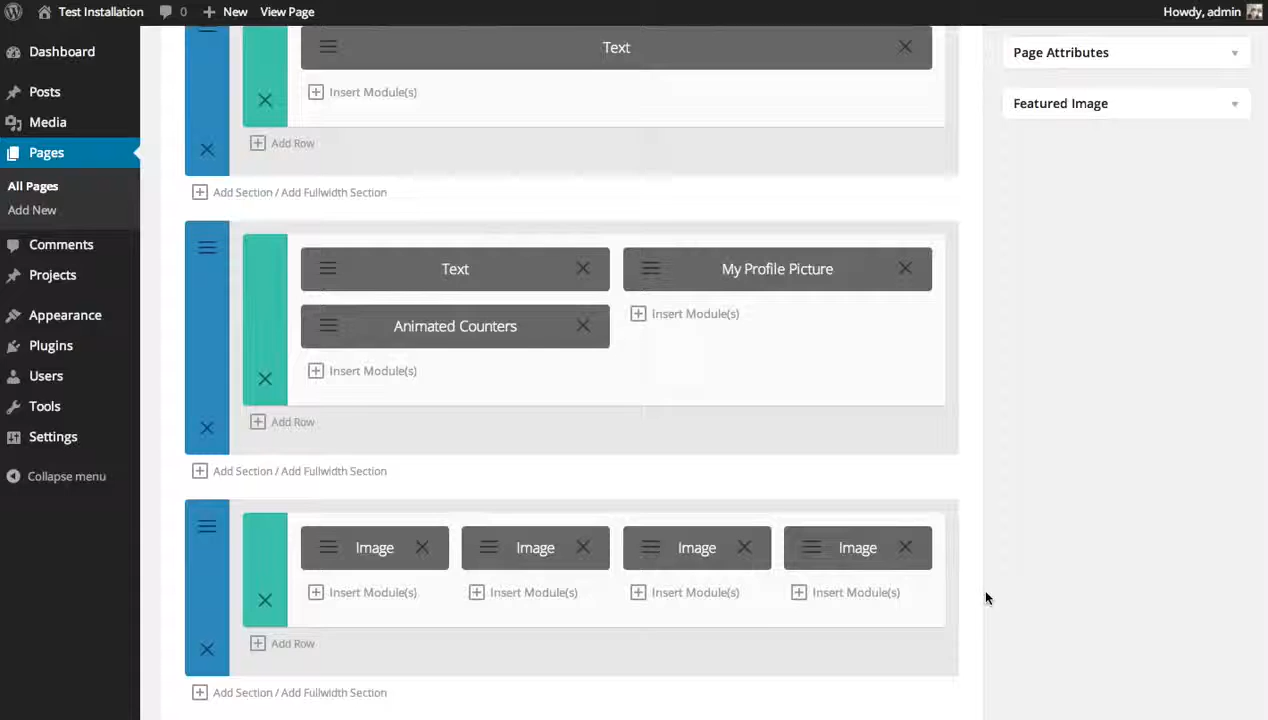 Test Installation 0 New View Page Howdy, admin
Dashboard
Posts
Media
Pages
All Pages
Add New
Comments
Projects
Appearance
Plugins
Users
Tools
Settings
Collapse menu
Text
Insert Module(s)
Add Row
Add Section / Add Fullwidth Section
Text My Profile Picture
Animated Counters Insert Module(s)
Insert Module(s)
Add Row
Add Section / Add Fullwidth Section
Image Image Image Image
Insert Module(s) Insert Module(s) Insert Module(s) Insert Module(s)
Add Row
Add Section / Add Fullwidth Section
Page Attributes
Featured Image